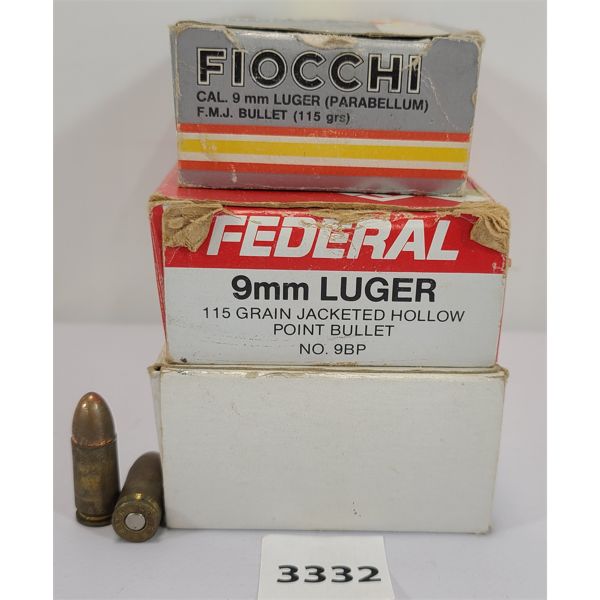 FIOCCHI
CAL. 9 mm LUGER (PARABELLUM)
F.M.J. BULLET (115 grs)
FEDERAL
9mm LUGER
115 GRAIN JACKETED HOLLOW
POINT BULLET
NO. 9BP
3332